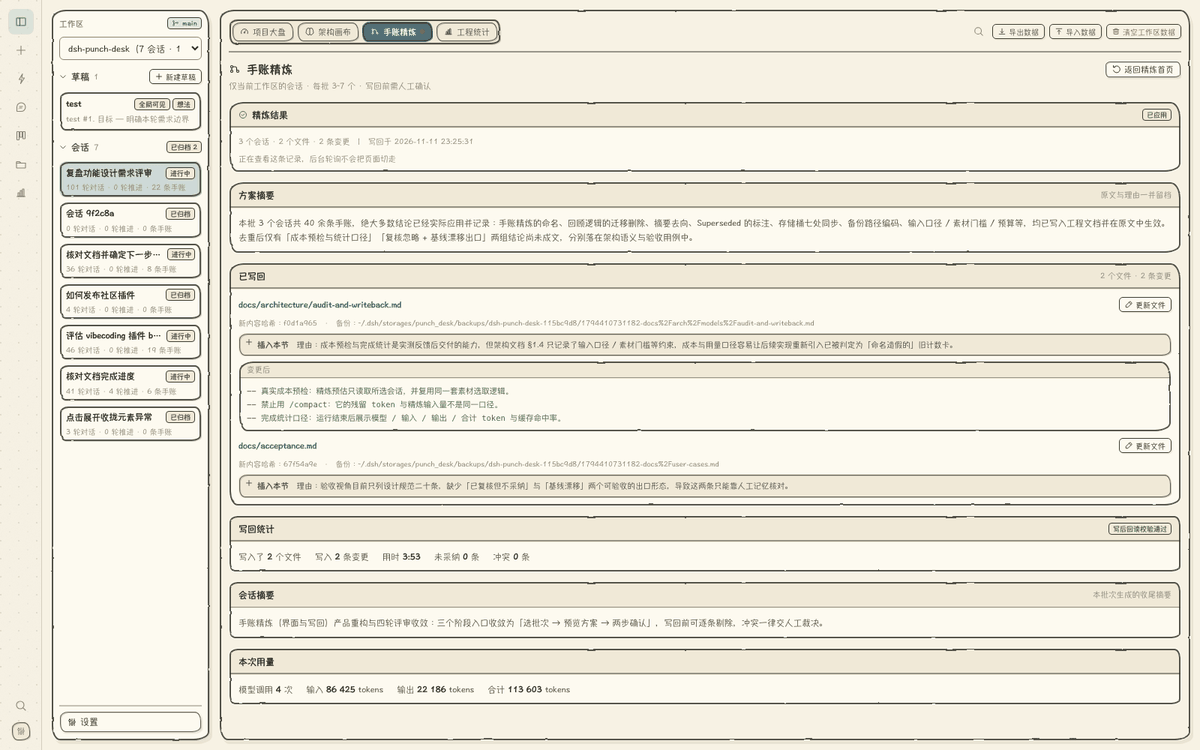 工作区 main
dsh-punch-desk (7 会话 · 1
草稿 1 + 新建草稿
test 全部可见 想法
test #1. 目标 — 明确本轮需求边界
会话 7 已归档 2
复盘功能设计需求评审 进行中
101 轮对话 · 0 轮推进 · 22 条手账
会话 9f2c8a 已归档
0 轮对话 · 0 轮推进 · 0 条手账
核对文档并确定下一步… 进行中
36 轮对话 · 0 轮推进 · 8 条手账
如何发布社区插件 已归档
4 轮对话 · 0 轮推进 · 0 条手账
评估 vibecoding 插件 b… 进行中
46 轮对话 · 0 轮推进 · 19 条手账
核对文档完成进度 进行中
41 轮对话 · 4 轮推进 · 6 条手账
点击展开收拢元素异常 已归档
3 轮对话 · 0 轮推进 · 0 条手账
设置
项目大盘 架构画布 手账精炼 工程统计
导出数据 导入数据 清空工作区数据
手账精炼 返回精炼首页
仅当前工作区的会话 · 每批 3-7 个 · 写回前需人工确认
精炼结果 已应用
3 个会话 · 2 个文件 · 2 条变更 | 写回于 2026-11-11 23:25:31
正在查看这条记录，后台轮询不会把页面切走
方案摘要 原文与理由一并留档
本批 3 个会话共 40 余条手账，绝大多数结论已经实际应用并记录：手账精炼的命名、回顾逻辑的迁移删除、摘要去向、Superseded 的标注、存储桶七处同步、备份路径编码、输入口径 / 素材门槛 / 预算等，均已写入工程文档并在原文中生效。
去重后仅有「成本预检与统计口径」「复核忽略 + 基线漂移出口」两组结论尚未成文，分别落在架构语义与验收用例中。
已写回 2 个文件 · 2 条变更
docs/architecture/audit-and-writeback.md 更新文件
新内容哈希：f0d1a965 · 备份：~/.dsh/storages/punch_desk/backups/dsh-punch-desk-115bc9d8/1794410731182-docs%2Farch%2Fmodels%2Faudit-and-writeback.md
+ 插入本节 理由：成本预检与完成统计是实测反馈后交付的能力，但架构文档 §1.4 只记录了输入口径 / 素材门槛等约束，成本与用量口径容易让后续实现重新引入已被判定为「命名造假的」旧计数卡。
变更后
—— 真实成本预检：精炼预估只读取所选会话，并复用同一套素材选取逻辑。
—— 禁止用 /compact：它的残留 token 与精炼输入量不是同一口径。
—— 完成统计口径：运行结束后展示模型 / 输入 / 输出 / 合计 token 与缓存命中率。
docs/acceptance.md 更新文件
新内容哈希：67f54a9e · 备份：~/.dsh/storages/punch_desk/backups/dsh-punch-desk-115bc9d8/1794410731182-docs%2Fuser-cases.md
+ 插入本节 理由：验收视角目前只列设计规范二十条，缺少「已复核但不采纳」与「基线漂移」两个可验收的出口形态，导致这两条只能靠人工记忆核对。
写回统计 写后回读校验通过
写入了 2 个文件 写入 2 条变更 用时 3:53 未采纳 0 条 冲突 0 条
会话摘要 本批次生成的收尾摘要
手账精炼（界面与写回）产品重构与四轮评审收敛：三个阶段入口收敛为「选批次 → 预览方案 → 两步确认」，写回前可逐条剔除，冲突一律交人工裁决。
本次用量
模型调用 4 次 输入 86 425 tokens 输出 22 186 tokens 合计 113 603 tokens